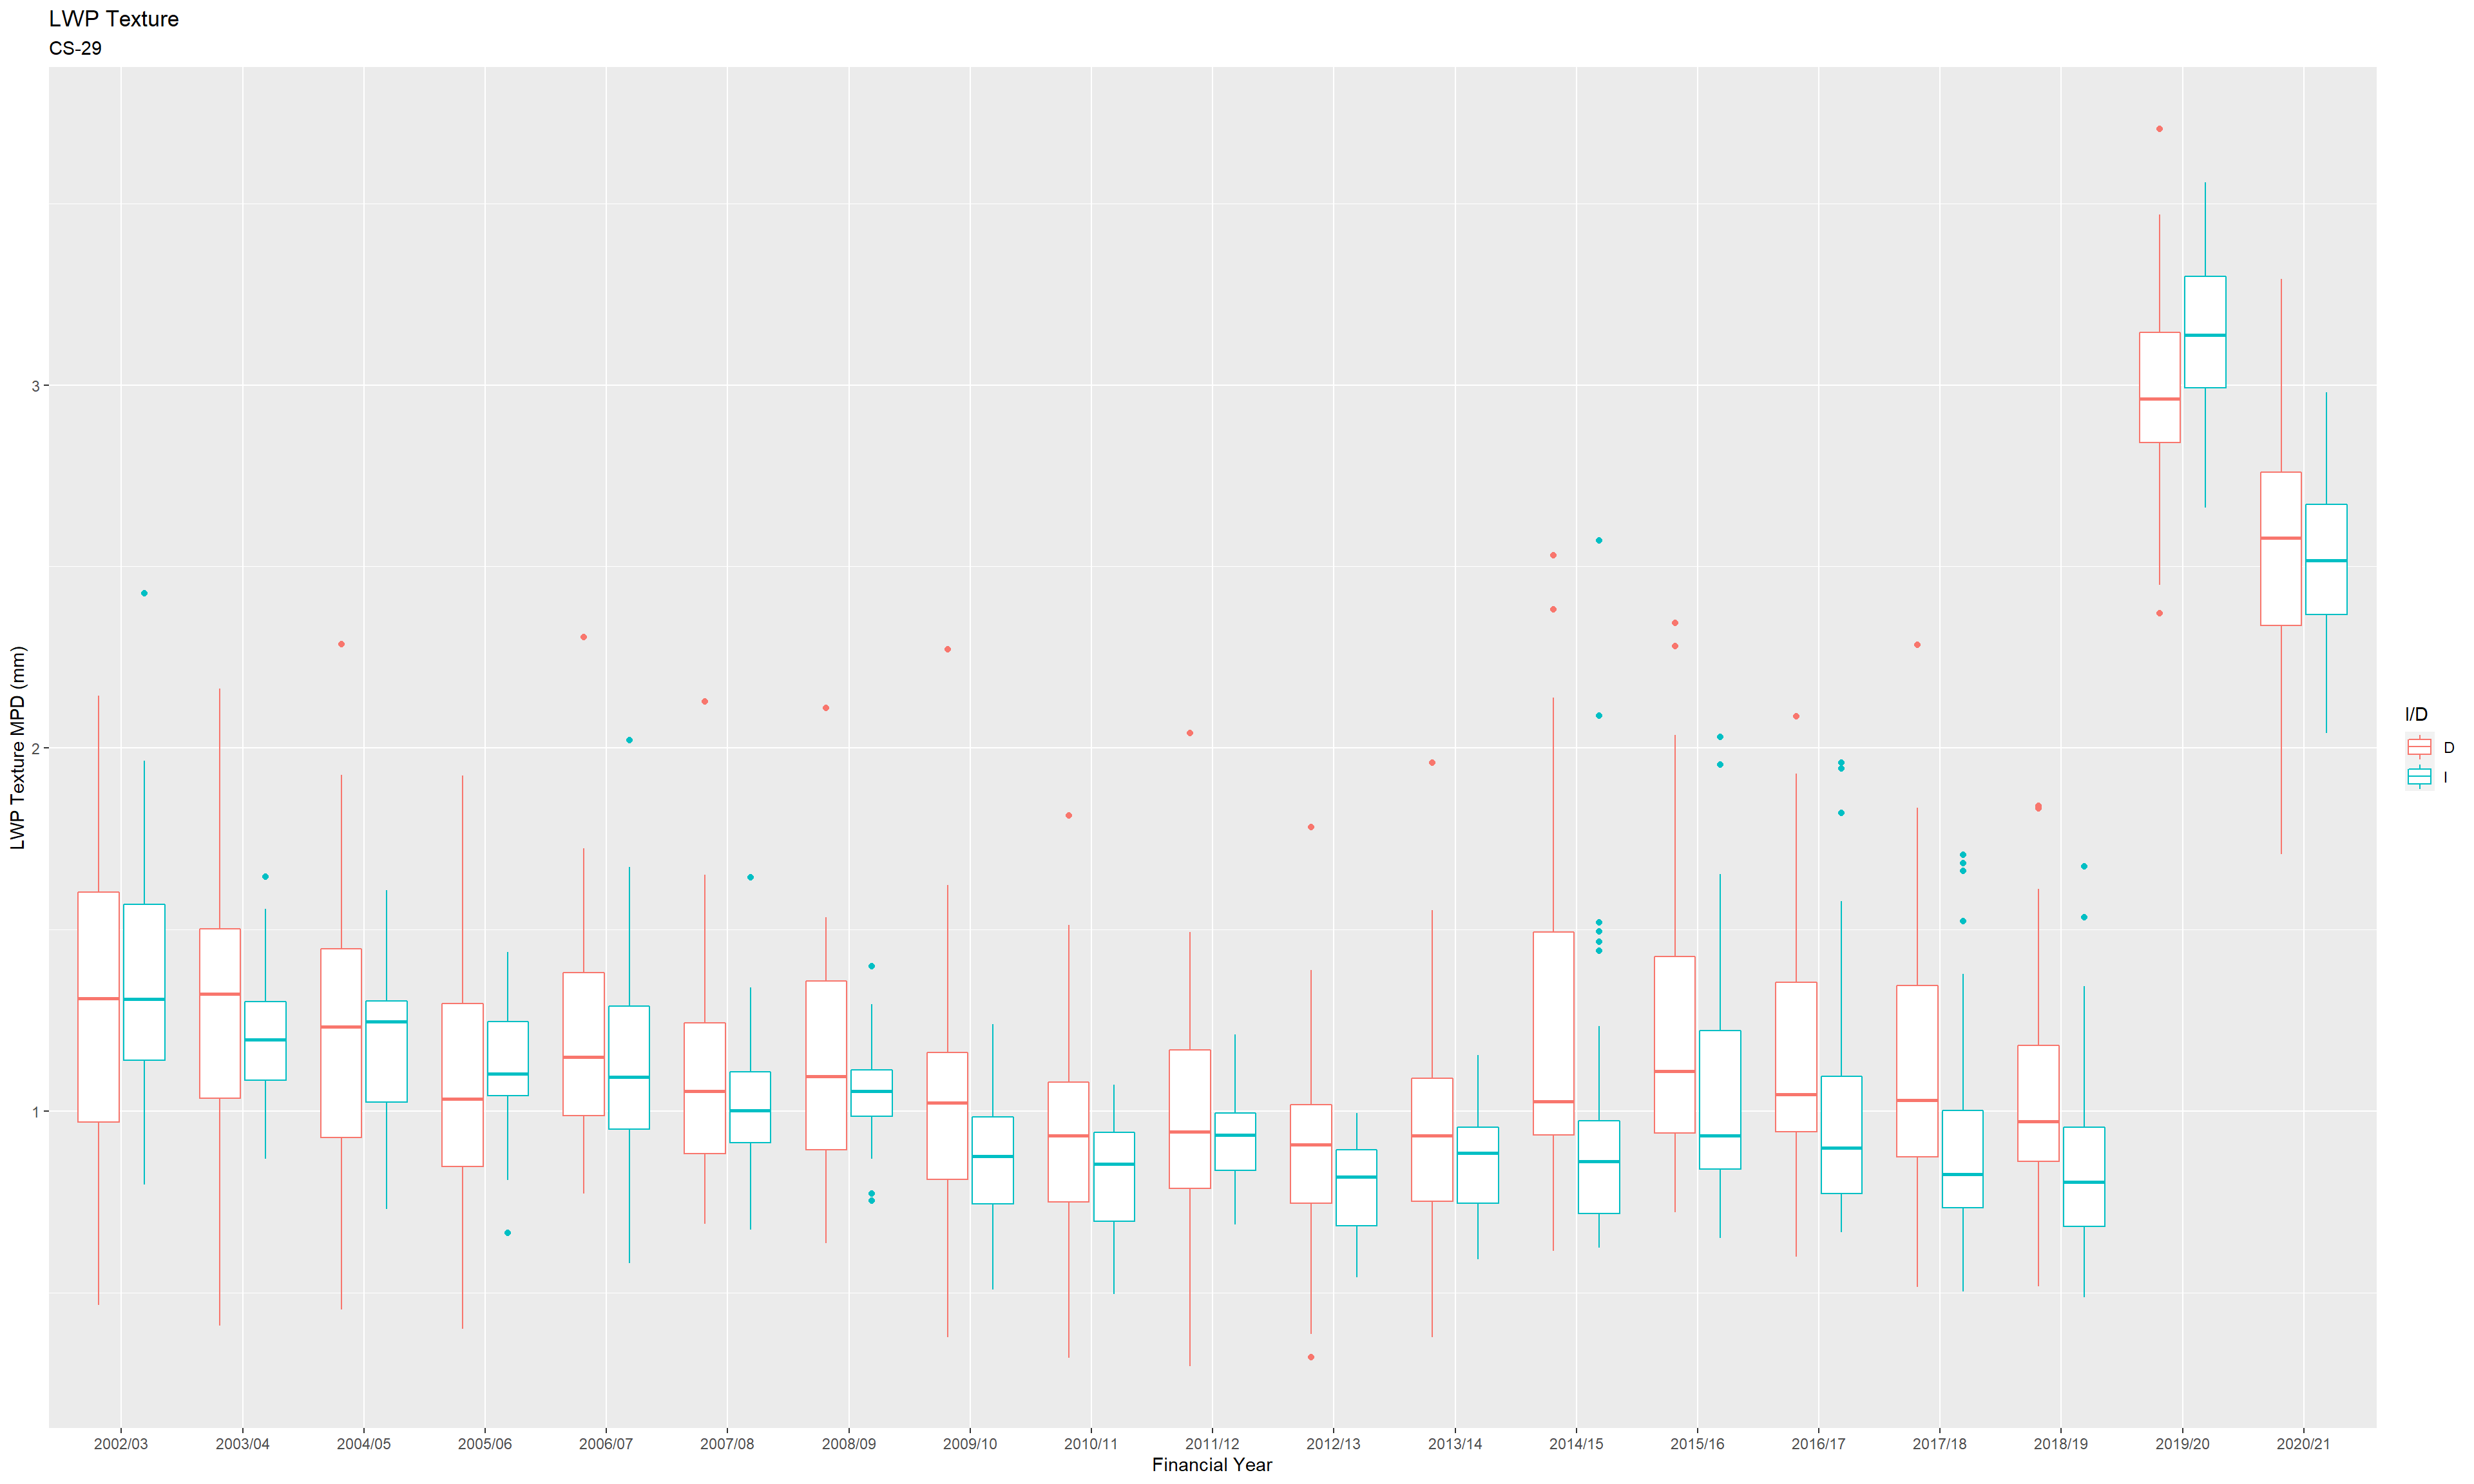 LWP Texture
CS-29
LWP Texture MPD (mm)
3
2
1
2002/03 2003/04 2004/05 2005/06 2006/07 2007/08 2008/09 2009/10 2010/11 2011/12 2012/13 2013/14 2014/15 2015/16 2016/17 2017/18 2018/19 2019/20 2020/21
Financial Year
I/D
D
I